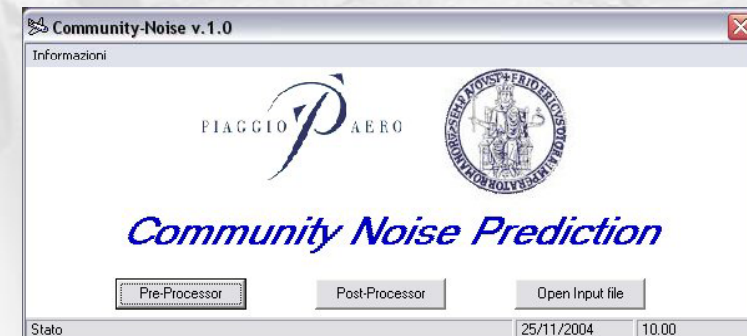 Community-Noise v.1.0
Informazioni
PIAGGIO AERO
Community Noise Prediction
Pre-Processor
Post-Processor
Open Input file
Stato
25/11/2004
10.00